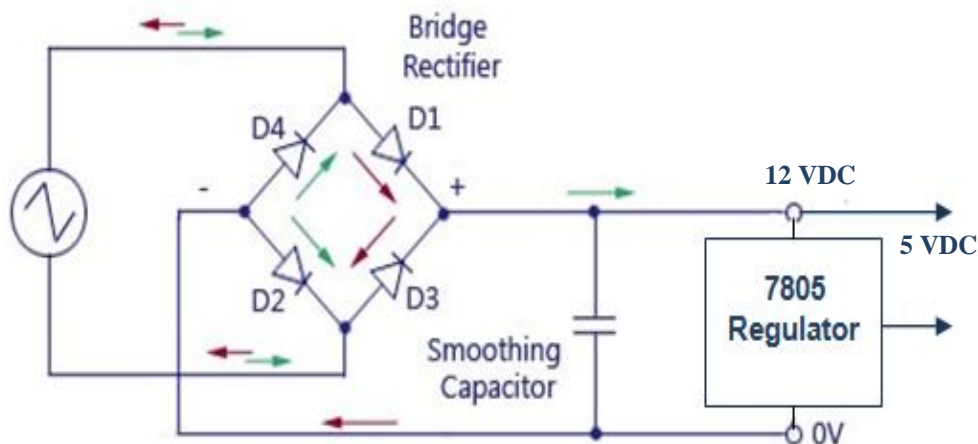 Bridge
Rectifier
D4
D1
12 VDC
-
+
5 VDC
7805
Regulator
D2
D3
Smoothing
Capacitor
0V